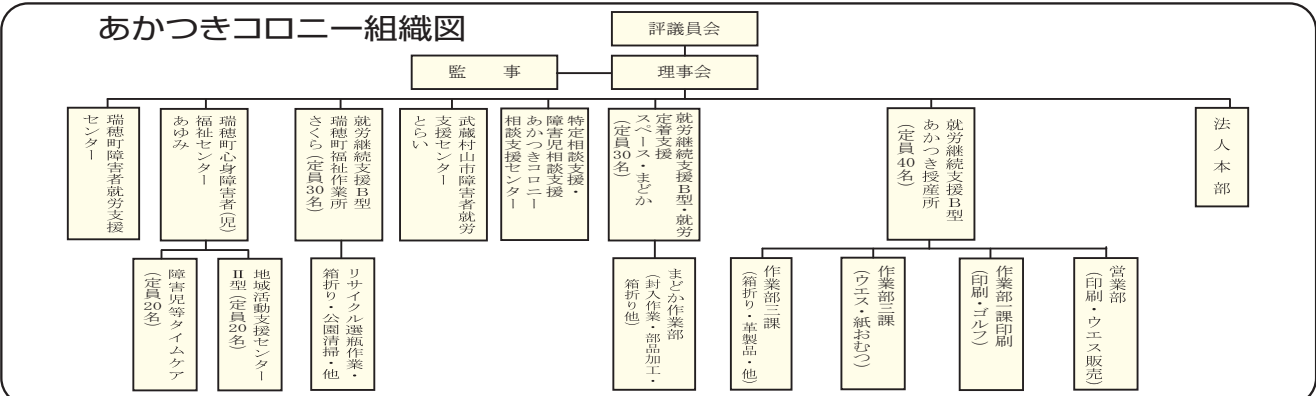 あかつきコロニー組織図
評議員会
監　事
理事会
法人本部
就労継続支援B型
あかつき授産所
(定員40名)
就労継続支援B型・就労
定着支援
スペース・まどか
(定員30名)
特定相談支援・
障害児相談支援
あかつきコロニー
相談支援センター
武蔵村山市障害者就労
支援センター
とらい
就労継続支援B型
瑞穂町福祉作業所
さくら(定員30名)
瑞穂町心身障害者(児)
福祉センター
あゆみ
瑞穂町障害者就労支援
センター
営業部
(印刷・ウエス販売)
作業部一課印刷
(印刷・ゴルフ)
作業部三課
(ウエス・紙おむつ)
作業部三課
(箱折り・革製品・他)
まどか作業部
(封入作業・部品加工・
箱折り他)
リサイクル選瓶作業・
箱折り・公園清掃・他
地域活動支援センター
II型(定員20名)
障害児等タイムケア
(定員20名)